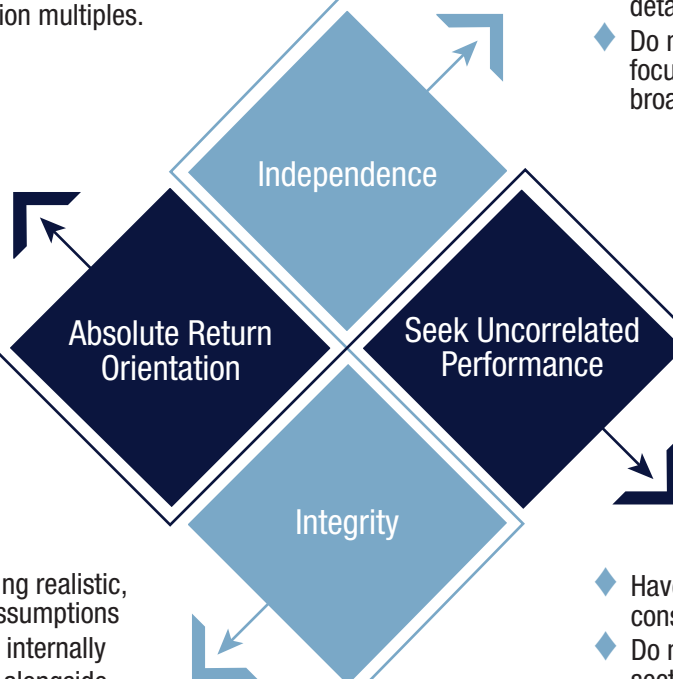 ion multiples.
Do
focu
broa
Independence
Absolute Return
Orientation
Seek Uncorrelated
Performance
Integrity
ng realistic,
ssumptions
internally
alongside
Have
cons
Do